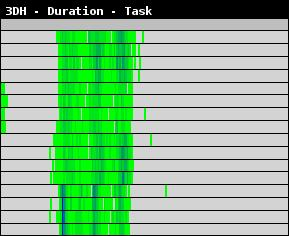 3DH - Duration - Task